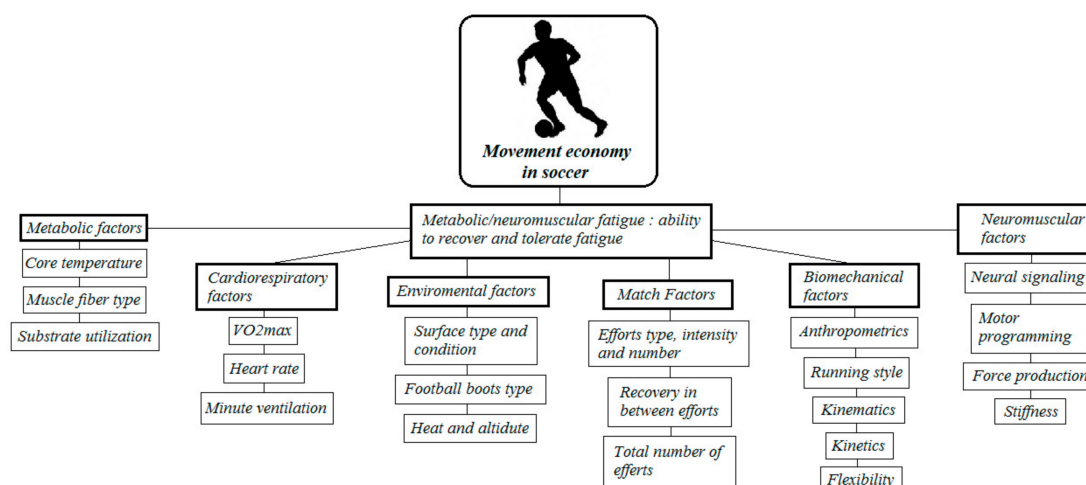 Movement economy
in soccer
Metabolic/neuromuscular fatigue : ability
to recover and tolerate fatigue
Metabolic factors
Core temperature
Muscle fiber type
Substrate utilization
Cardiorespiratory
factors
VO2max
Heart rate
Minute ventilation
Enviromental factors
Surface type and
condition
Football boots type
Heat and altidute
Match Factors
Efforts type, intensity
and number
Recovery in
between efforts
Total number of
efferts
Biomechanical
factors
Anthropometrics
Running style
Kinematics
Kinetics
Flexibility
Neuromuscular
factors
Neural signaling
Motor
programming
Force production
Stiffness